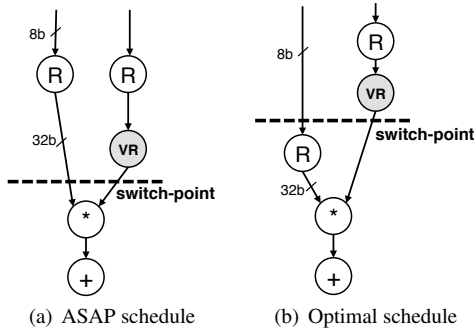 8b
R
R
32b
VR
switch-point
*
+
(a) ASAP schedule
8b
R
VR
switch-point
R
32b
*
+
(b) Optimal schedule